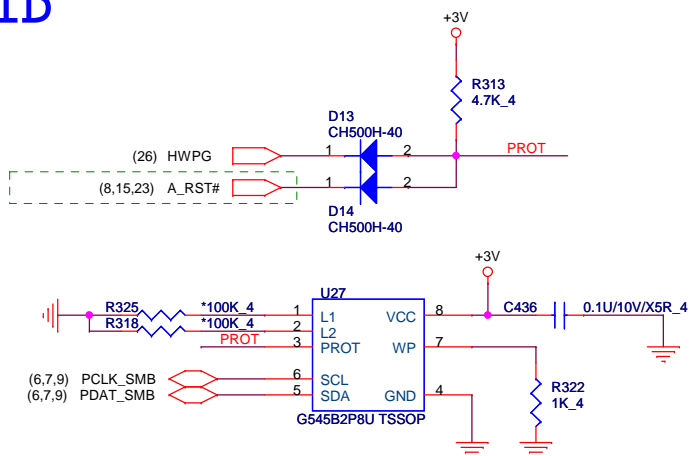 +3V
R313
4.7K_4
D13
CH500H-40
(26) HWPG 1 2 PROT
(8,15,23) A_RST# 1 2
D14
CH500H-40
+3V
U27
C436 0.1U/10V/X5R_4
R325 *100K_4 1 L1 VCC 8
R318 *100K_4 2 L2
PROT 3 PROT WP 7
(6,7,9) PCLK_SMB 6 SCL
(6,7,9) PDAT_SMB 5 SDA GND 4
R322
1K_4
G545B2P8U TSSOP